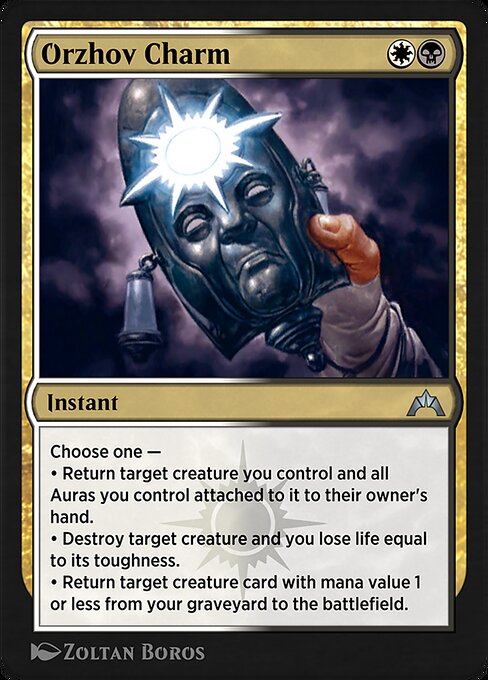 Orzhov Charm
Instant
Choose one —
• Return target creature you control and all
Auras you control attached to it to their owner's
hand.
• Destroy target creature and you lose life equal
to its toughness.
• Return target creature card with mana value 1
or less from your graveyard to the battlefield.
Zoltan Boros